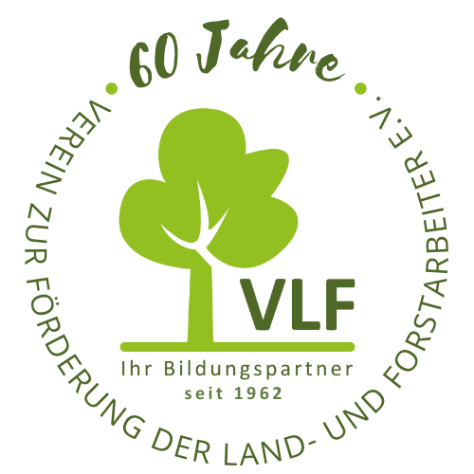 60 Jahre
VEREIN ZUR FÖRDERUNG DER LAND- UND FORSTARBEITER E.V.
VLF
Ihr Bildungspartner
seit 1962